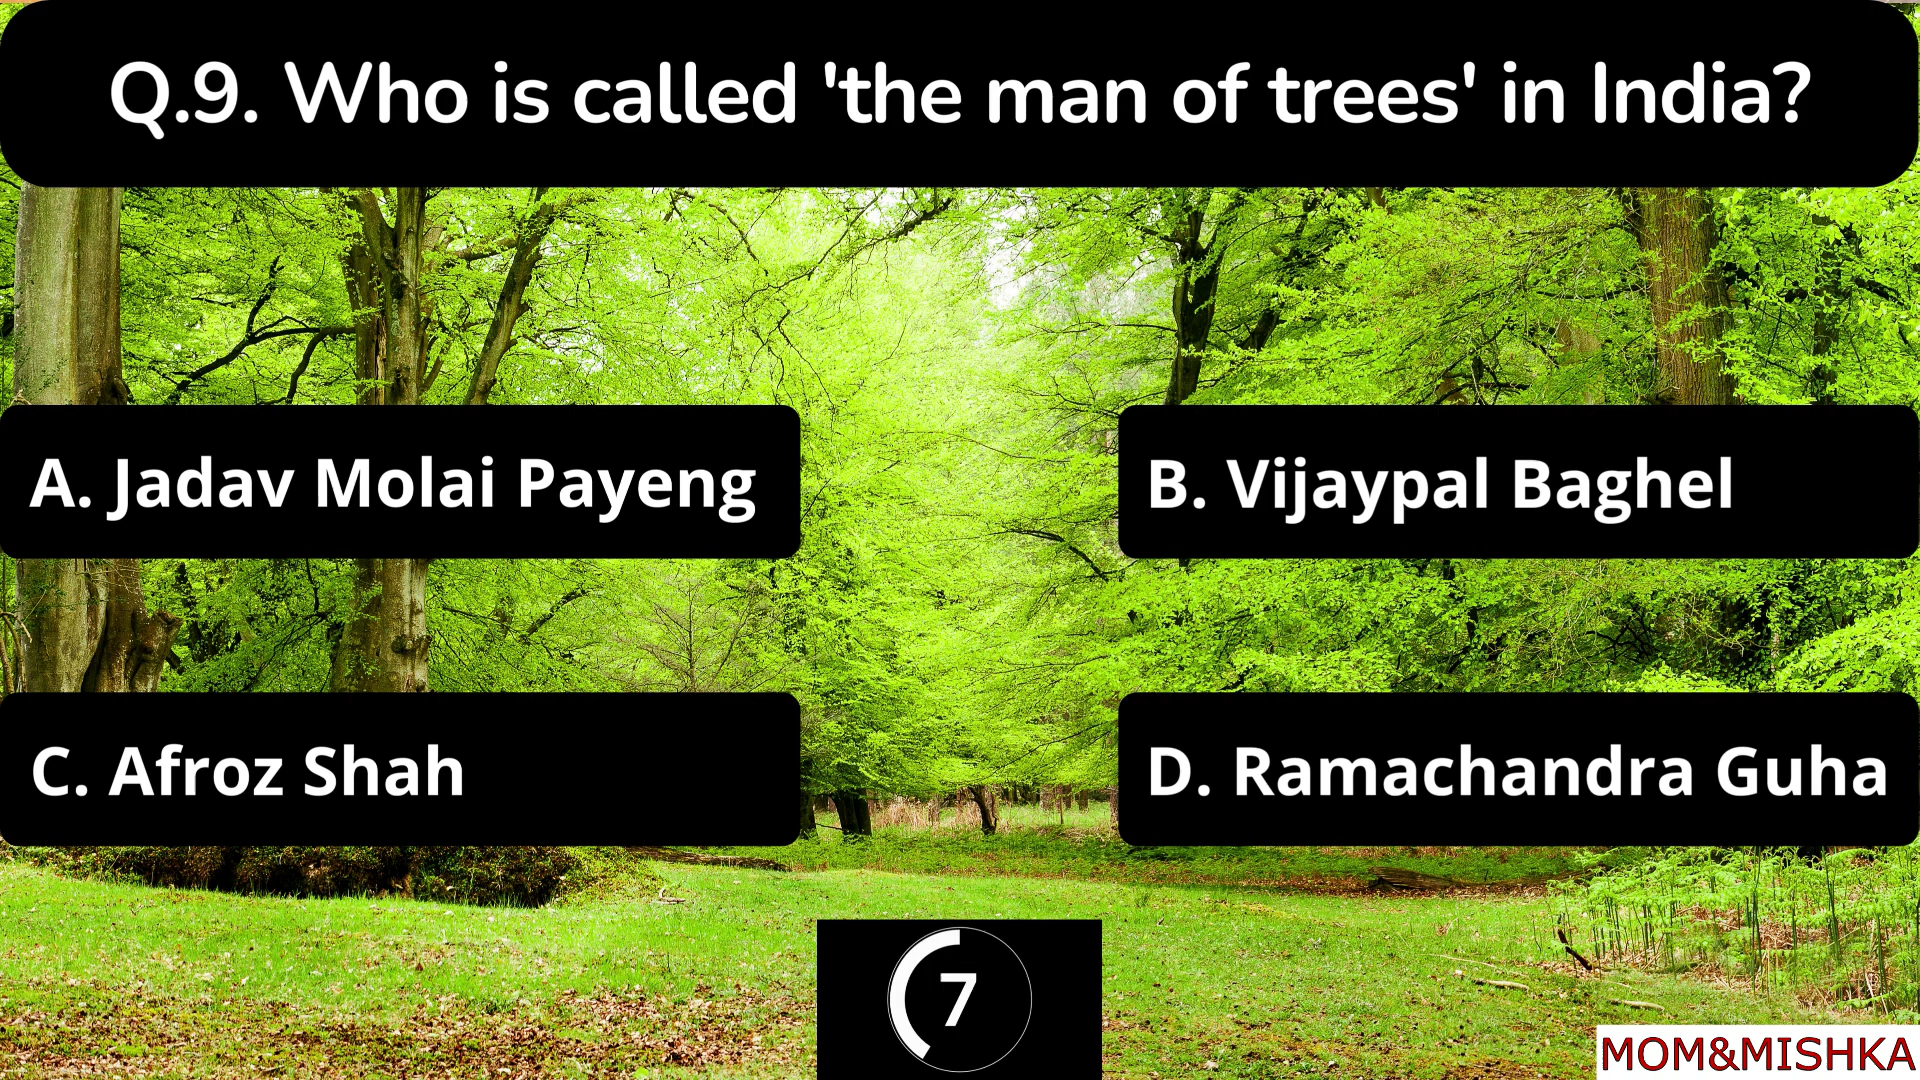 Q.9. Who is called 'the man of trees' in India?
A. Jadav Molai Payeng
B. Vijaypal Baghel
C. Afroz Shah
D. Ramachandra Guha
7
MOM&MISHKA